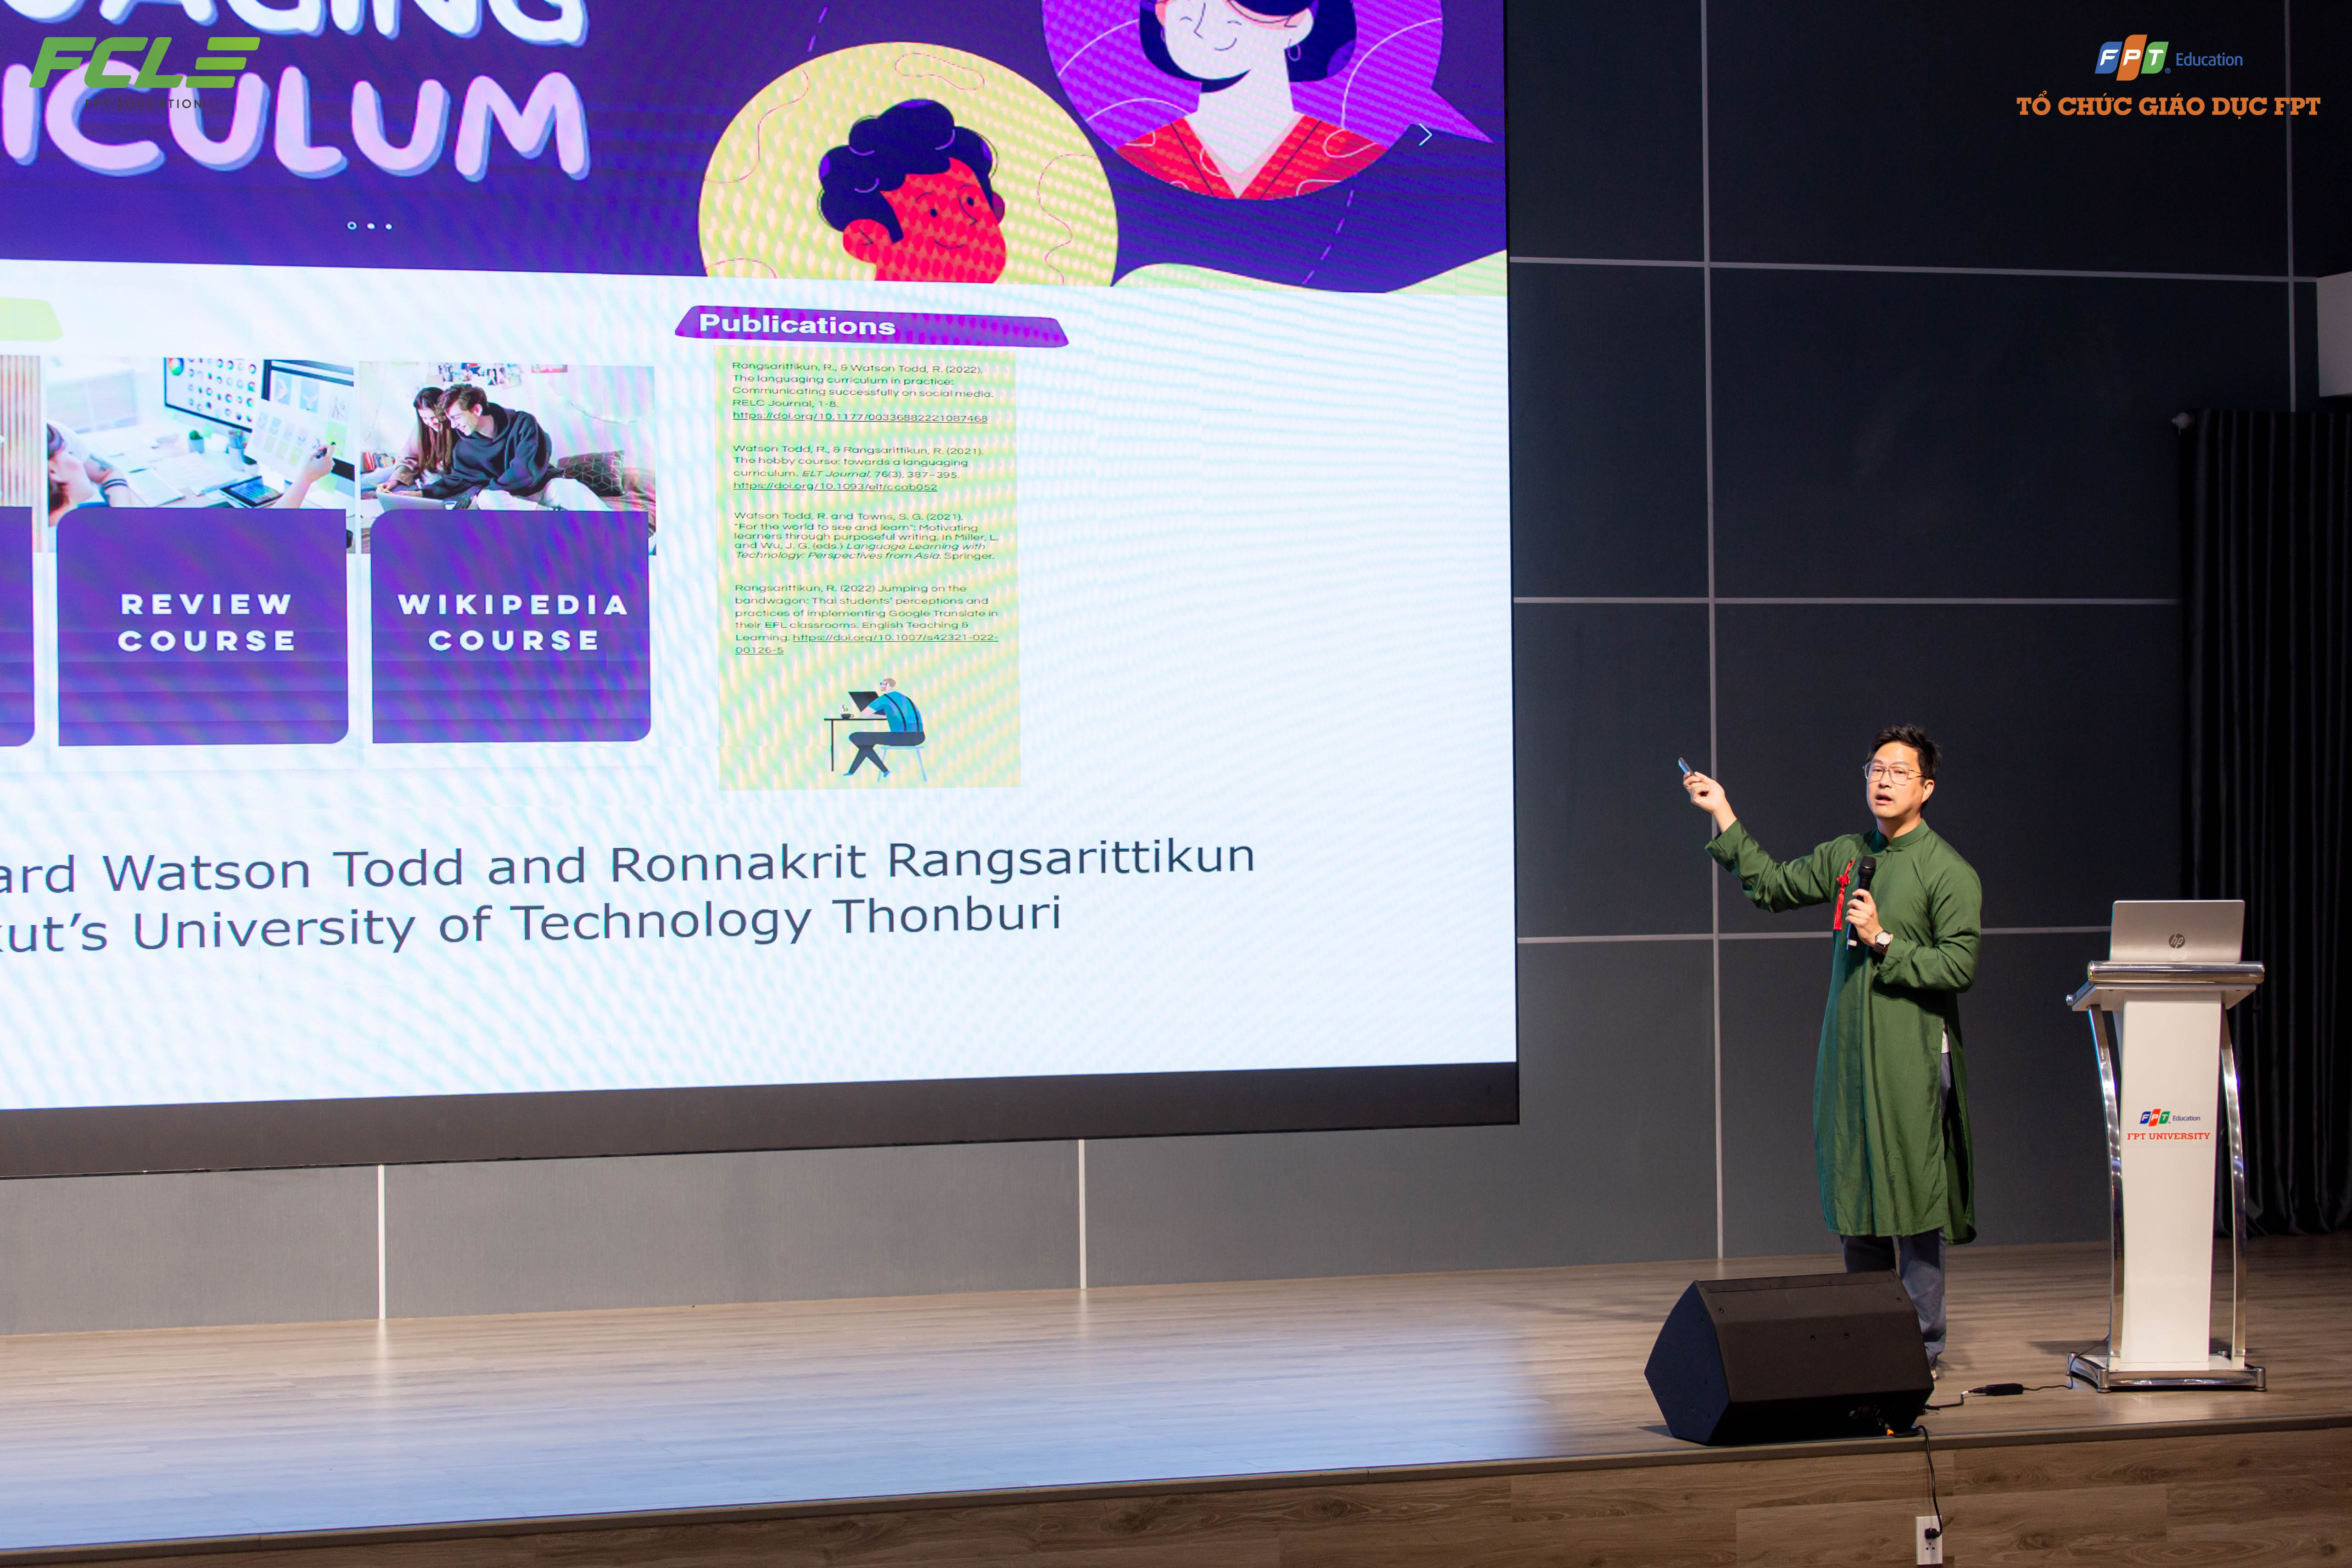 FCLE
FPT EDUCATION
FPT Education
TỔ CHỨC GIÁO DỤC FPT
UAGING
ICULUM
REVIEW
COURSE
WIKIPEDIA
COURSE
Publications
Rangsarittikun, R., & Watson Todd, R. (2022).
The languaging curriculum in practice:
Communicating successfully on social media.
RELC Journal, 1-8.
https://doi.org/10.1177/00336882221087468
Watson Todd, R., & Rangsarittikun, R. (2021).
The hobby course: towards a languaging
curriculum. ELT Journal, 76(3), 387–395.
https://doi.org/10.1093/elt/ccab052
Watson Todd, R. and Towns, S. G. (2021).
"For the world to see and learn": Motivating
learners through purposeful writing. In Miller, L.
and Wu, J. G. (eds.) Language Learning with
Technology: Perspectives from Asia. Springer.
Rangsarittikun, R. (2022) Jumping on the
bandwagon: Thai students' perceptions and
practices of implementing Google Translate in
their EFL classrooms. English Teaching &
Learning. https://doi.org/10.1007/s42321-022-
00126-5
ard Watson Todd and Ronnakrit Rangsarittikun
kut's University of Technology Thonburi
hp
FPT Education
FPT UNIVERSITY